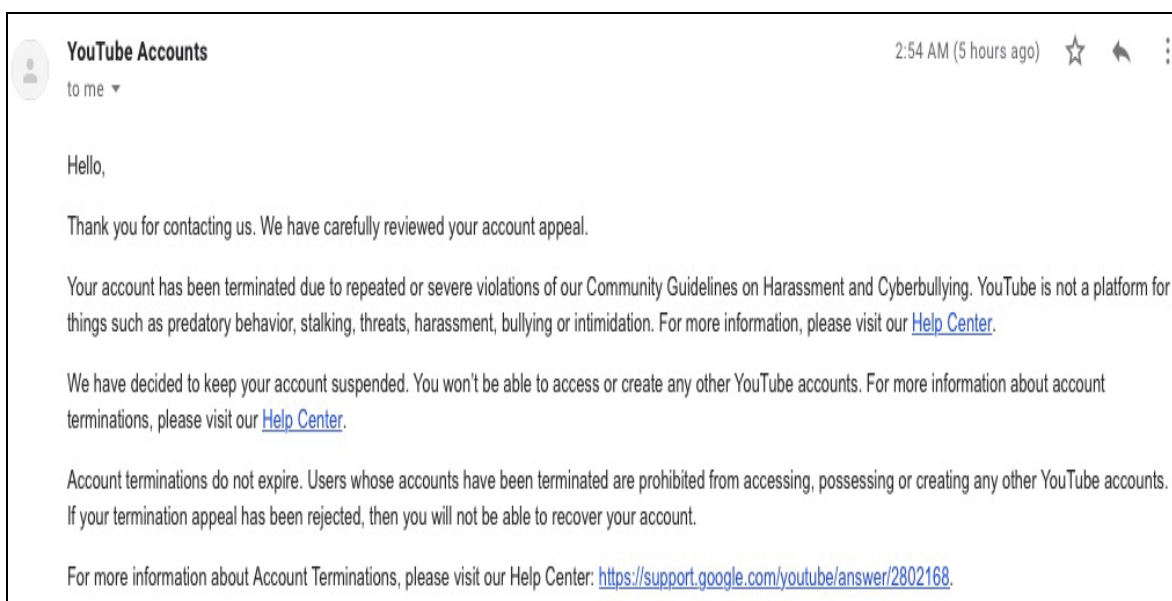 YouTube Accounts
2:54 AM (5 hours ago)
to me
Hello,
Thank you for contacting us. We have carefully reviewed your account appeal.
Your account has been terminated due to repeated or severe violations of our Community Guidelines on Harassment and Cyberbullying. YouTube is not a platform for
things such as predatory behavior, stalking, threats, harassment, bullying or intimidation. For more information, please visit our Help Center.
We have decided to keep your account suspended. You won't be able to access or create any other YouTube accounts. For more information about account
terminations, please visit our Help Center.
Account terminations do not expire. Users whose accounts have been terminated are prohibited from accessing, possessing or creating any other YouTube accounts.
If your termination appeal has been rejected, then you will not be able to recover your account.
For more information about Account Terminations, please visit our Help Center: https://support.google.com/youtube/answer/2802168.